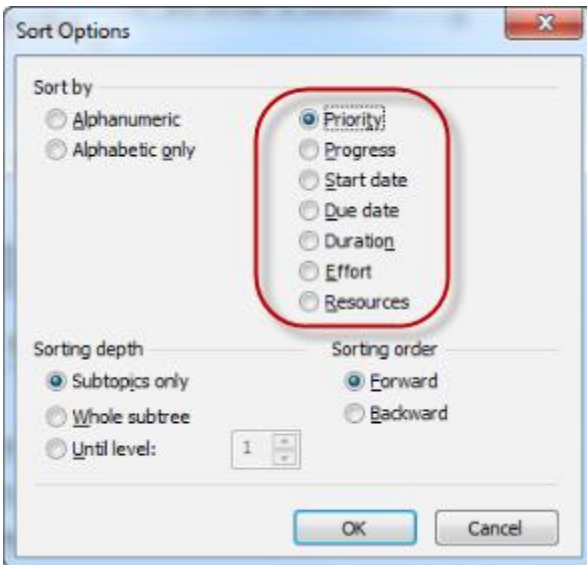 Sort Options
Sort by
Alphanumeric
Alphabetic only
Priority
Progress
Start date
Due date
Duration
Effort
Resources
Sorting depth
Subtopics only
Whole subtree
Until level: 1
Sorting order
Forward
Backward
OK Cancel